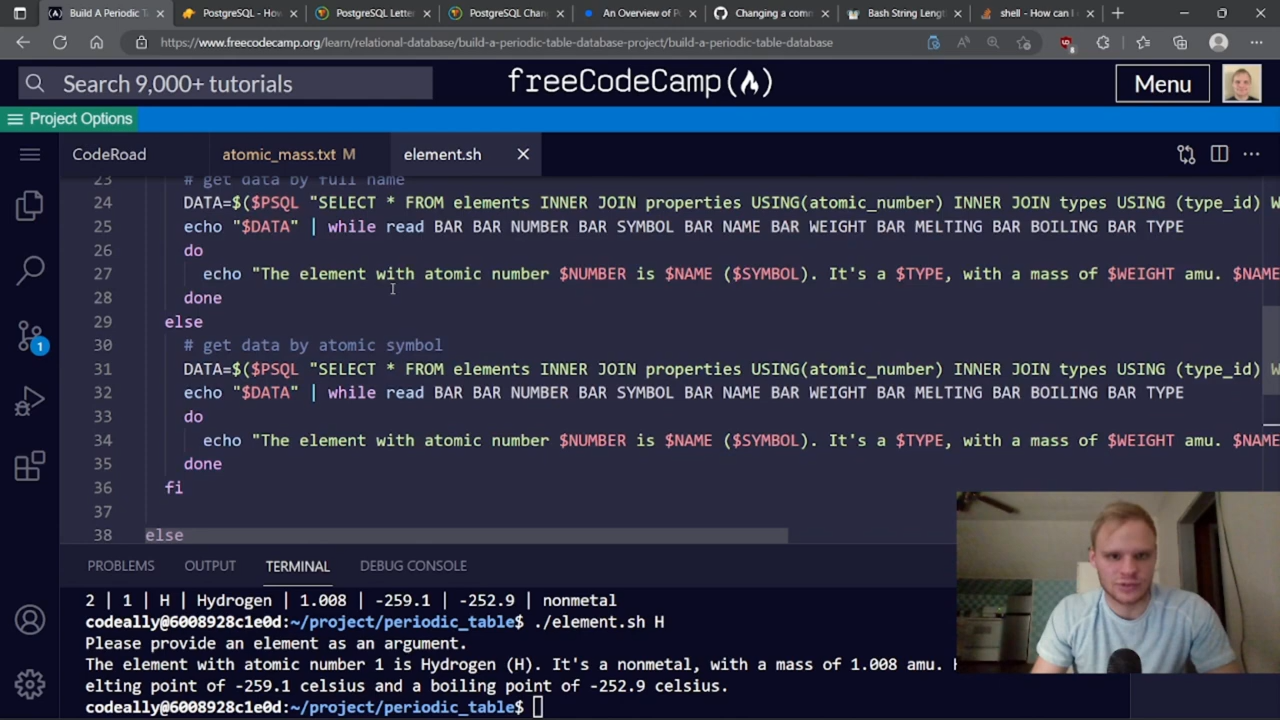 Build A Periodic T
PostgreSQL - How
PostgreSQL Lette
PostgreSQL Chan
An Overview of P
Changing a comm
Bash String Leng
shell - How can I
https://www.freecodecamp.org/learn/relational-database/build-a-periodic-table-database-project/build-a-periodic-table-database
Search 9,000+ tutorials
freeCodeCamp
Menu
Project Options
CodeRoad
atomic_mass.txt M
element.sh
23 # get data by full name
24 DATA=$($PSQL "SELECT * FROM elements INNER JOIN properties USING(atomic_number) INNER JOIN types USING (type_id) W
25 echo "$DATA" | while read BAR BAR NUMBER BAR SYMBOL BAR NAME BAR WEIGHT BAR MELTING BAR BOILING BAR TYPE
26 do
27 echo "The element with atomic number $NUMBER is $NAME ($SYMBOL). It's a $TYPE, with a mass of $WEIGHT amu. $NAME
28 done
29 else
30 # get data by atomic symbol
31 DATA=$($PSQL "SELECT * FROM elements INNER JOIN properties USING(atomic_number) INNER JOIN types USING (type_id) W
32 echo "$DATA" | while read BAR BAR NUMBER BAR SYMBOL BAR NAME BAR WEIGHT BAR MELTING BAR BOILING BAR TYPE
33 do
34 echo "The element with atomic number $NUMBER is $NAME ($SYMBOL). It's a $TYPE, with a mass of $WEIGHT amu. $NAME
35 done
36 fi
37
38 else
1
PROBLEMS
OUTPUT
TERMINAL
DEBUG CONSOLE
2 | 1 | H | Hydrogen | 1.008 | -259.1 | -252.9 | nonmetal
codeally@6008928c1e0d:~/project/periodic_table$ ./element.sh H
Please provide an element as an argument.
The element with atomic number 1 is Hydrogen (H). It's a nonmetal, with a mass of 1.008 amu.
elting point of -259.1 celsius and a boiling point of -252.9 celsius.
codeally@6008928c1e0d:~/project/periodic_table$